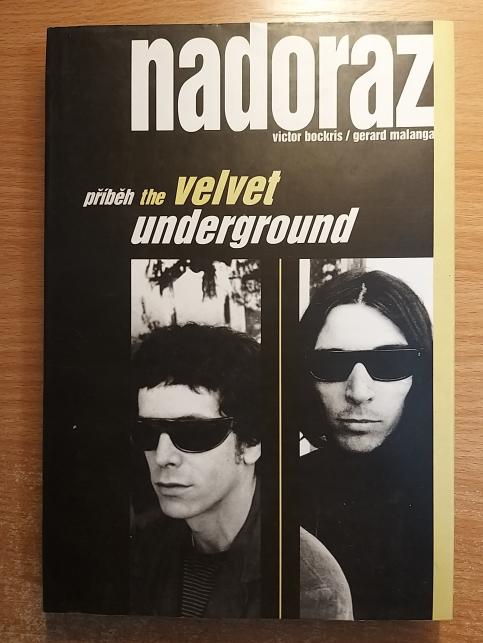 nadoraz
victor bockris / gerard malanga
příběh the velvet
underground